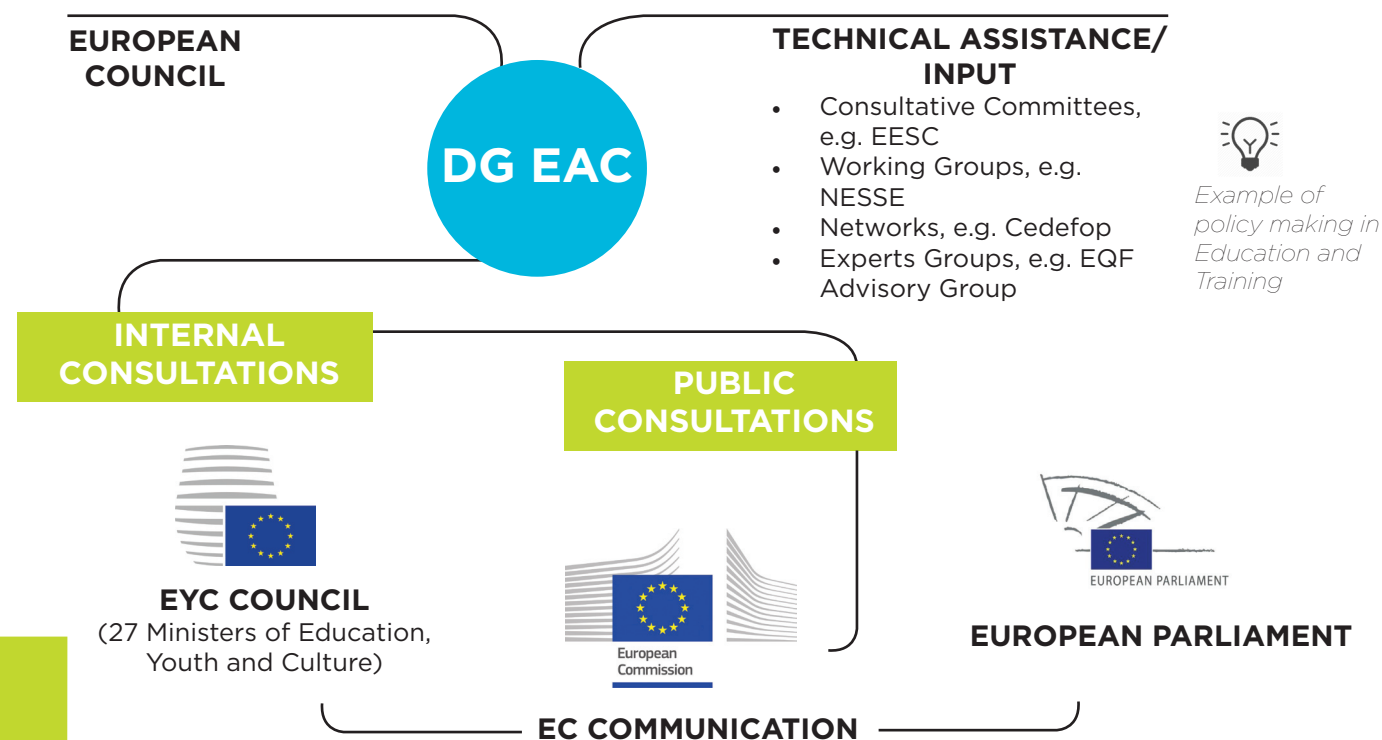 EUROPEAN
COUNCIL
DG EAC
TECHNICAL ASSISTANCE/
INPUT
• Consultative Committees,
e.g. EESC
• Working Groups, e.g.
NESSE
• Networks, e.g. Cedefop
• Experts Groups, e.g. EQF
Advisory Group
Example of
policy making in
Education and
Training
INTERNAL
CONSULTATIONS
PUBLIC
CONSULTATIONS
EYC COUNCIL
(27 Ministers of Education,
Youth and Culture)
European
Commission
EUROPEAN PARLIAMENT
EUROPEAN PARLIAMENT
EC COMMUNICATION